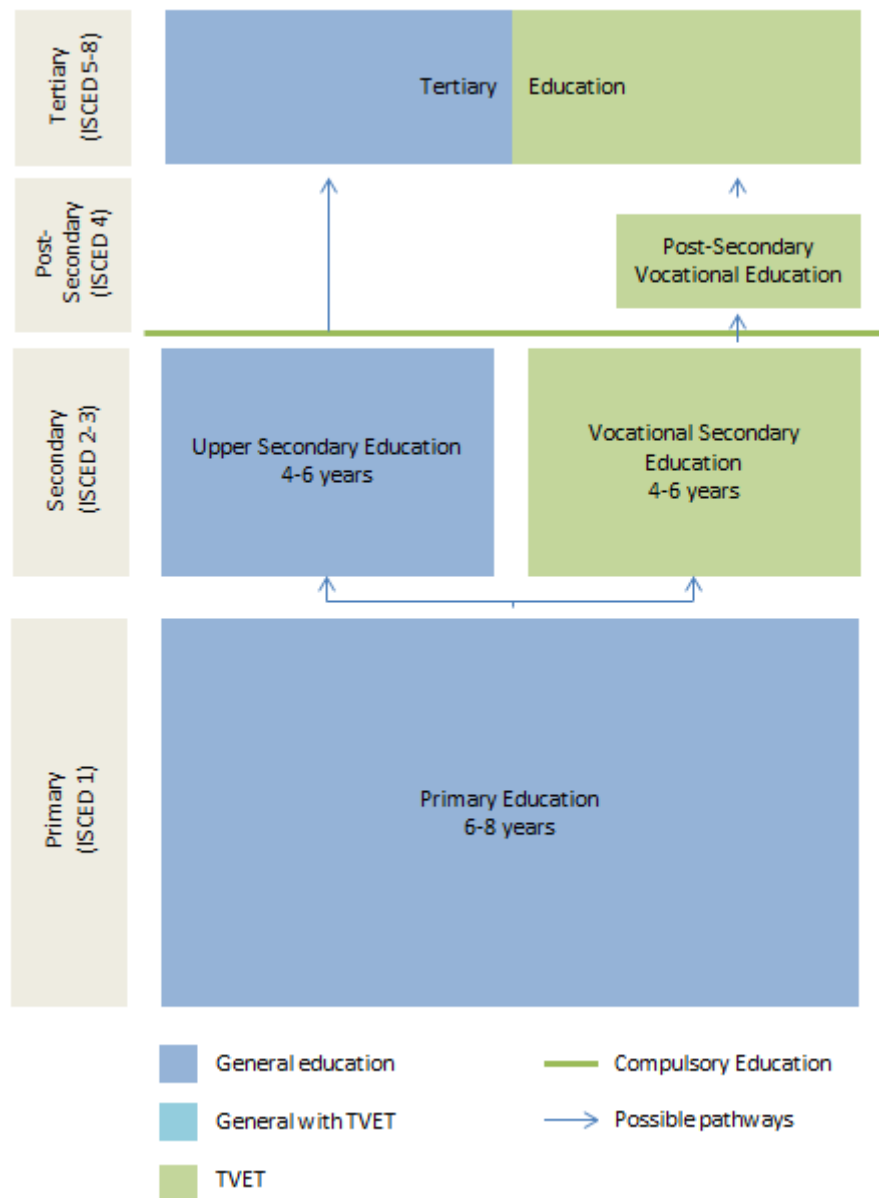 Tertiary
(ISCED 5-8)
Tertiary Education
Post-
Secondary
(ISCED 4)
Post-Secondary
Vocational Education
Secondary
(ISCED 2-3)
Upper Secondary Education
4-6 years
Vocational Secondary
Education
4-6 years
Primary
(ISCED 1)
Primary Education
6-8 years
General education
Compulsory Education
General with TVET
Possible pathways
TVET